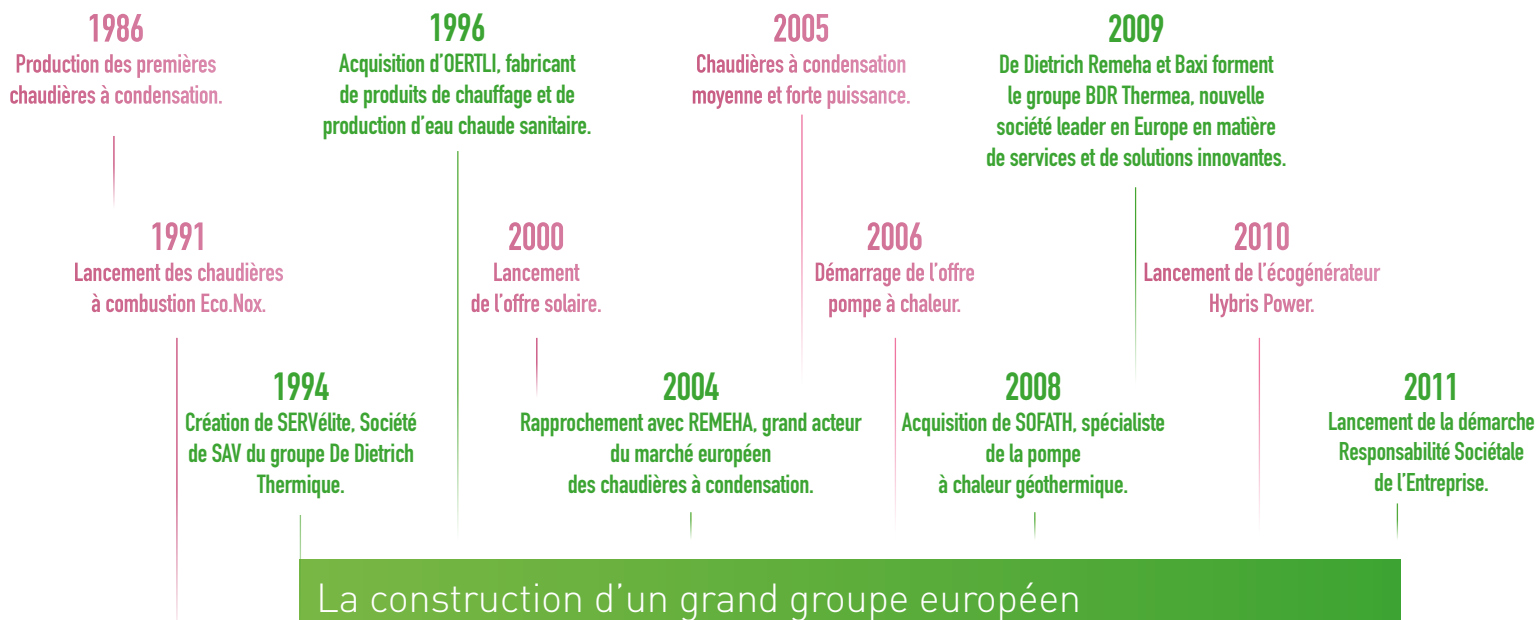 1986
Production des premières
chaudières à condensation.
1996
Acquisition d'OERTLI, fabricant
de produits de chauffage et de
production d'eau chaude sanitaire.
2005
Chaudières à condensation
moyenne et forte puissance.
2009
De Dietrich Remeha et Baxi forment
le groupe BDR Thermea, nouvelle
société leader en Europe en matière
de services et de solutions innovantes.
1991
Lancement des chaudières
à combustion Eco.Nox.
2000
Lancement
de l'offre solaire.
2006
Démarrage de l'offre
pompe à chaleur.
2010
Lancement de l'écogénérateur
Hybris Power.
1994
Création de SERVélite, Société
de SAV du groupe De Dietrich
Thermique.
2004
Rapprochement avec REMEHA, grand acteur
du marché européen
des chaudières à condensation.
2008
Acquisition de SOFATH, spécialiste
de la pompe
à chaleur géothermique.
2011
Lancement de la démarche
Responsabilité Sociétale
de l'Entreprise.
La construction d'un grand groupe européen